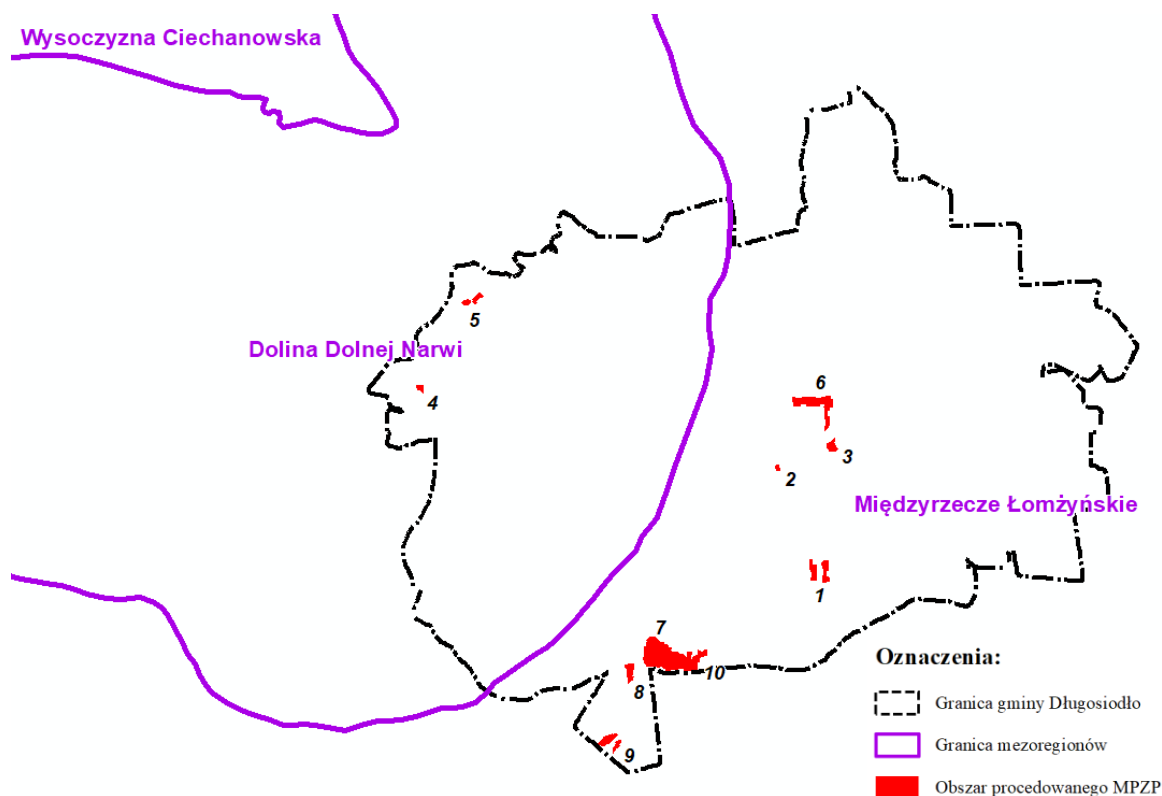 Wysoczyzna Ciechanowska
5
Dolina Dolnej Narwi
6
4
3
2
Międzyrzecze Łomżyńskie
1
7
10
8
9
Oznaczenia:
Granica gminy Długosiodło
Granica mezoregionów
Obszar procedowanego MPZP